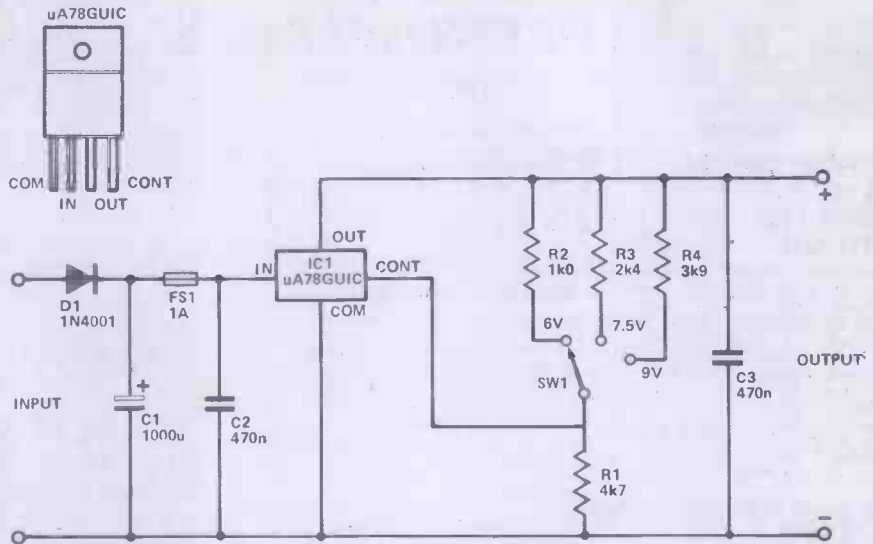 uA78GUIC
COM
CONT
IN
OUT
OUT
IN
IC1
uA78GUIC
CONT
COM
D1
1N4001
FS1
1A
R2
1k0
R3
2k4
R4
3k9
6V
7.5V
9V
SW1
+
INPUT
+
C1
1000u
C2
470n
R1
4k7
C3
470n
OUTPUT
−